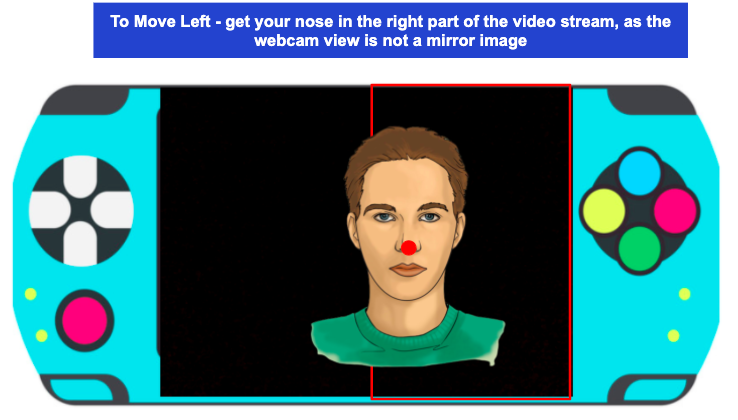 To Move Left - get your nose in the right part of the video stream, as the
webcam view is not a mirror image